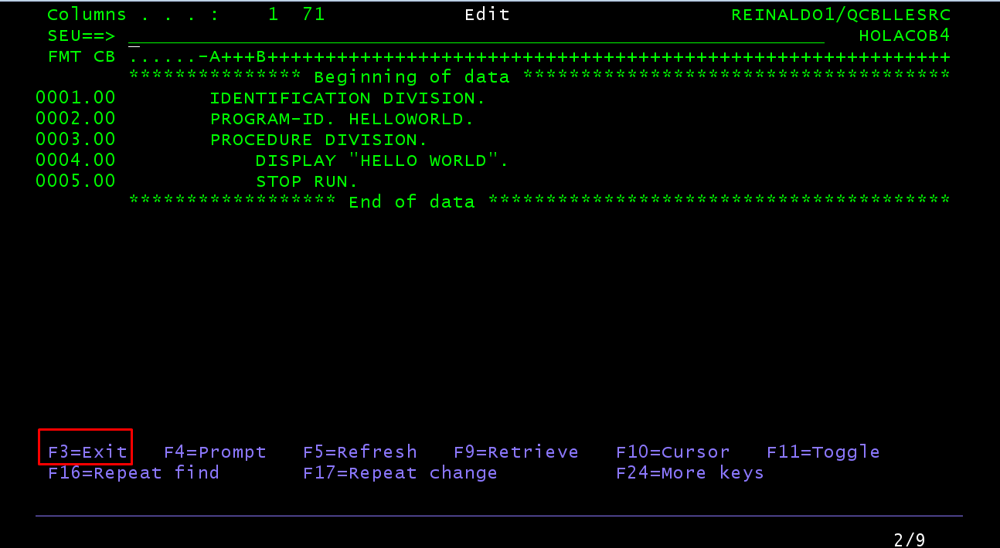 Columns . . . :    1  71            Edit                   REINALDO1/QCBLLESRC
SEU==>                                                                HOLACOB4
FMT CB ......-A+++B+++++++++++++++++++++++++++++++++++++++++++++++++++++++++++
*************** Beginning of data *************************************
0001.00        IDENTIFICATION DIVISION.
0002.00        PROGRAM-ID. HELLOWORLD.
0003.00        PROCEDURE DIVISION.
0004.00            DISPLAY "HELLO WORLD".
0005.00            STOP RUN.
****************** End of data ****************************************
F3=Exit   F4=Prompt   F5=Refresh   F9=Retrieve   F10=Cursor   F11=Toggle
F16=Repeat find       F17=Repeat change          F24=More keys
2/9